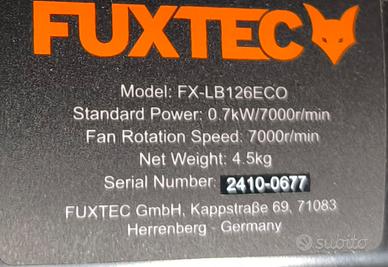 FUXTEC
Model: FX-LB126ECO
Standard Power: 0.7kW/7000r/min
Fan Rotation Speed: 7000r/min
Net Weight: 4.5kg
Serial Number: 2410-0677
FUXTEC GmbH, Kappstraße 69, 71083
Herrenberg - Germany
subito